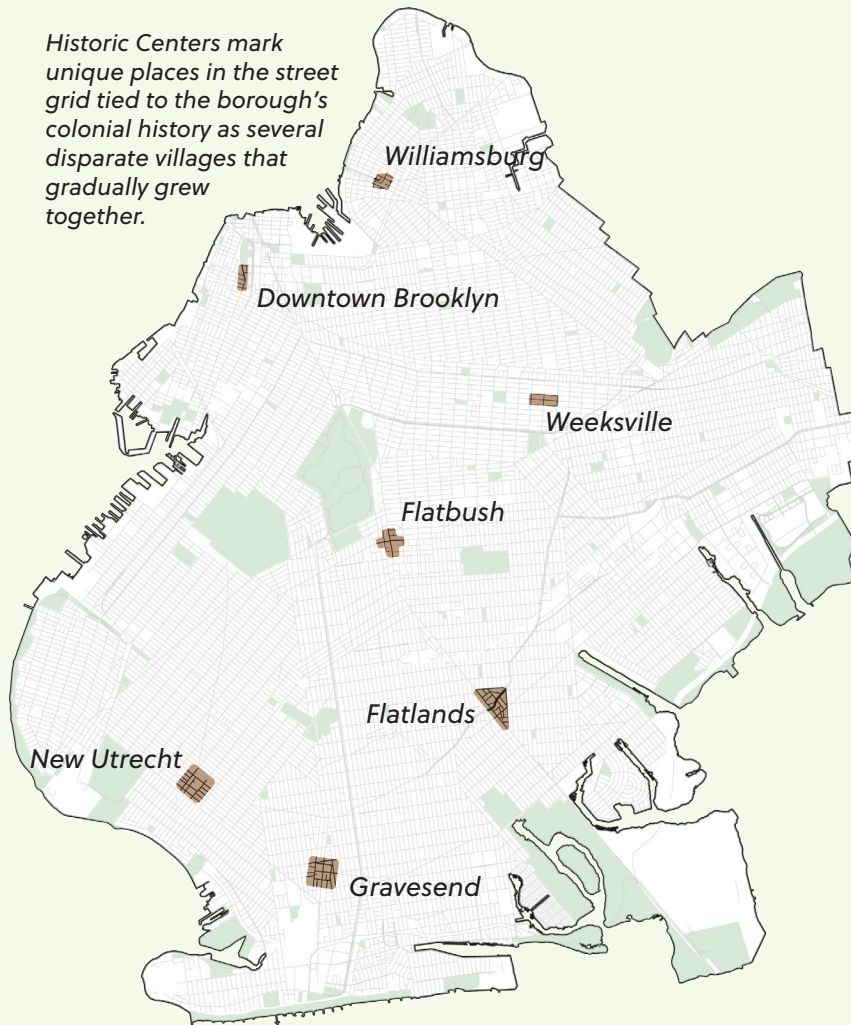 Historic Centers mark
unique places in the street
grid tied to the borough's
colonial history as several
disparate villages that
gradually grew
together.
Williamsburg
Downtown Brooklyn
Weeksville
Flatbush
Flatlands
New Utrecht
Gravesend